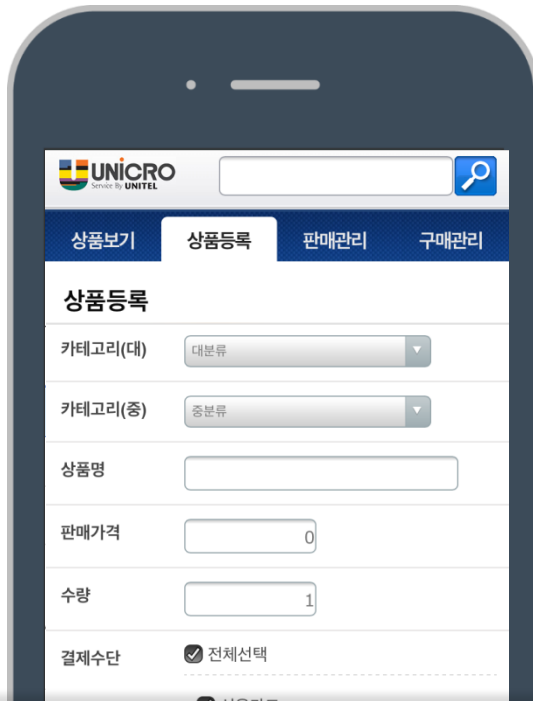 UNICRO
Service By UNITEL
상품보기 상품등록 판매관리 구매관리
상품등록
카테고리(대) 대분류
카테고리(중) 중분류
상품명
판매가격 0
수량 1
결제수단 전체선택